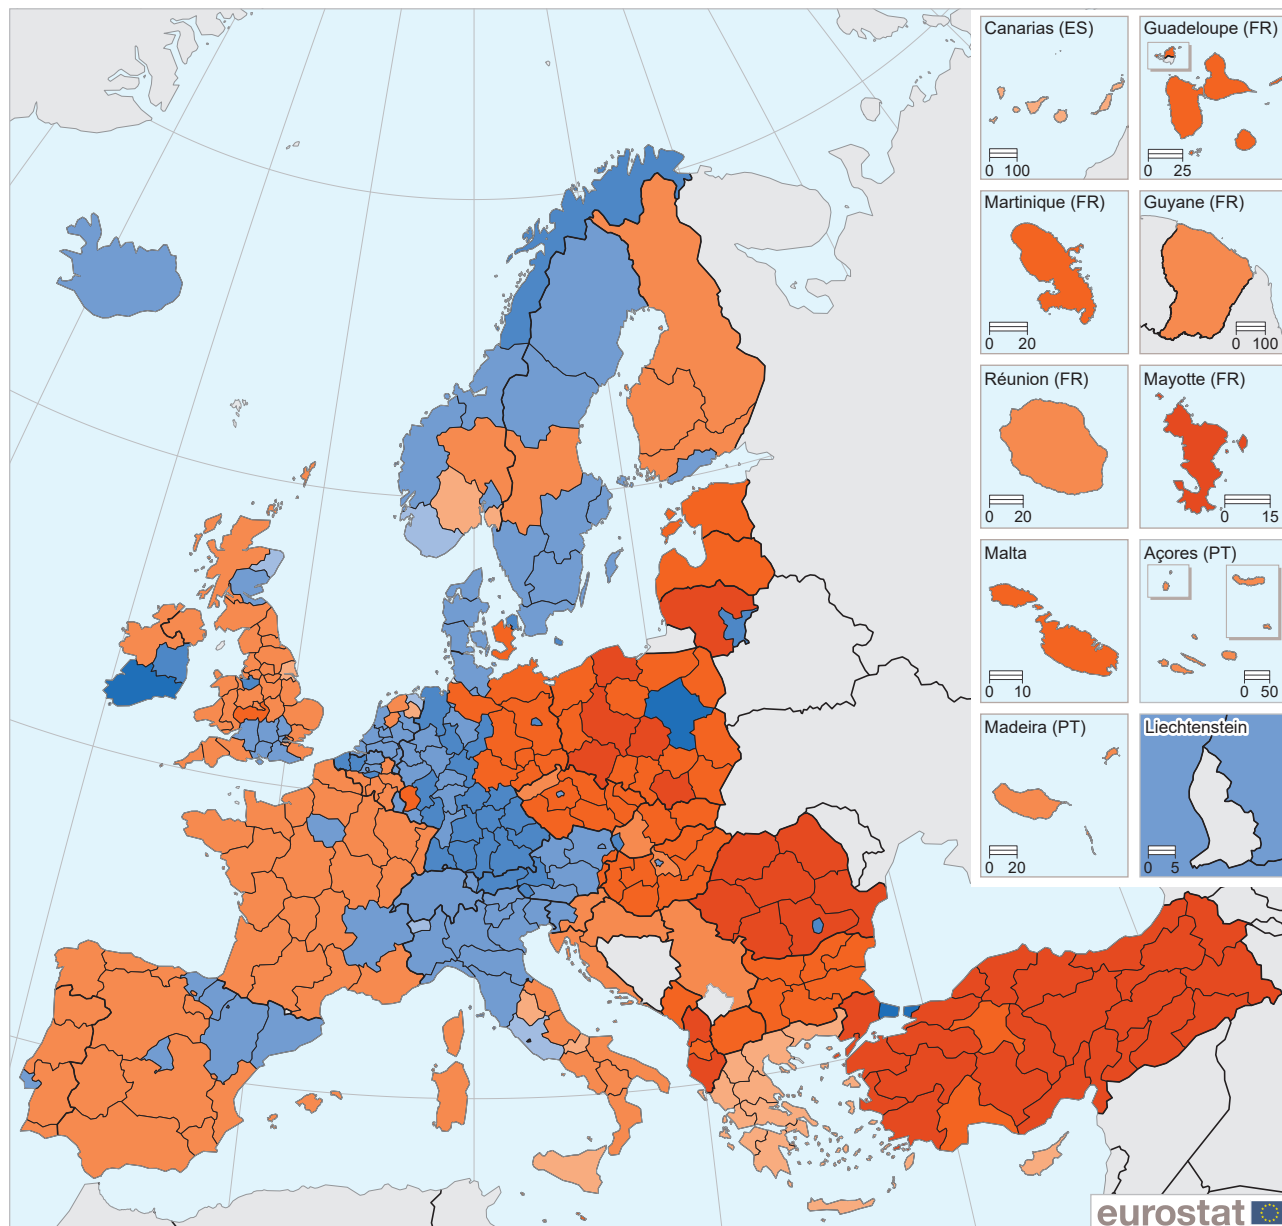 Canarias (ES)
0 100
Guadeloupe (FR)
0 25
Martinique (FR)
0 20
Guyane (FR)
0 100
Réunion (FR)
0 20
Mayotte (FR)
0 15
Malta
0 10
Açores (PT)
0 50
Madeira (PT)
0 20
Liechtenstein
0 5
eurostat